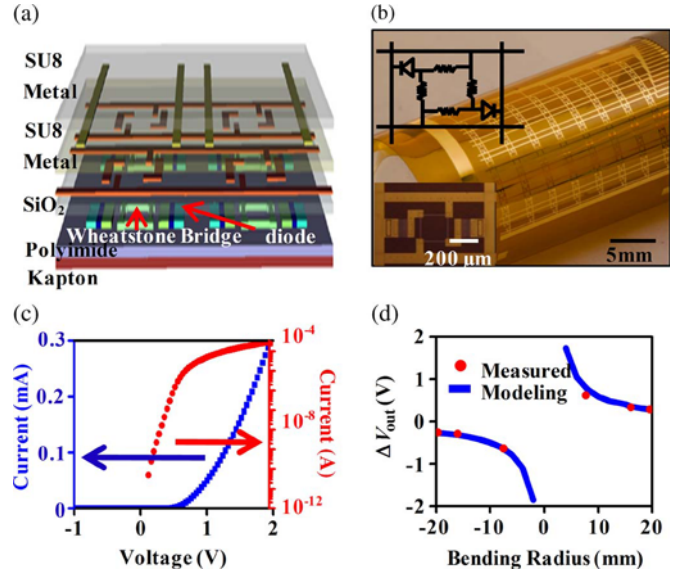 (a)
SU8
Metal
SU8
Metal
SiO₂
Wheatstone Bridge diode
Polyimide
Kapton
(b)
200 μm
5mm
(c)
0.3
0.2
0.1
0
Current (mA)
10⁻⁴
10⁻⁸
10⁻¹²
Current (A)
-1 0 1 2
Voltage (V)
(d)
2
1
0
-1
-2
Δ Vout (V)
Measured
Modeling
-20 -10 0 10 20
Bending Radius (mm)